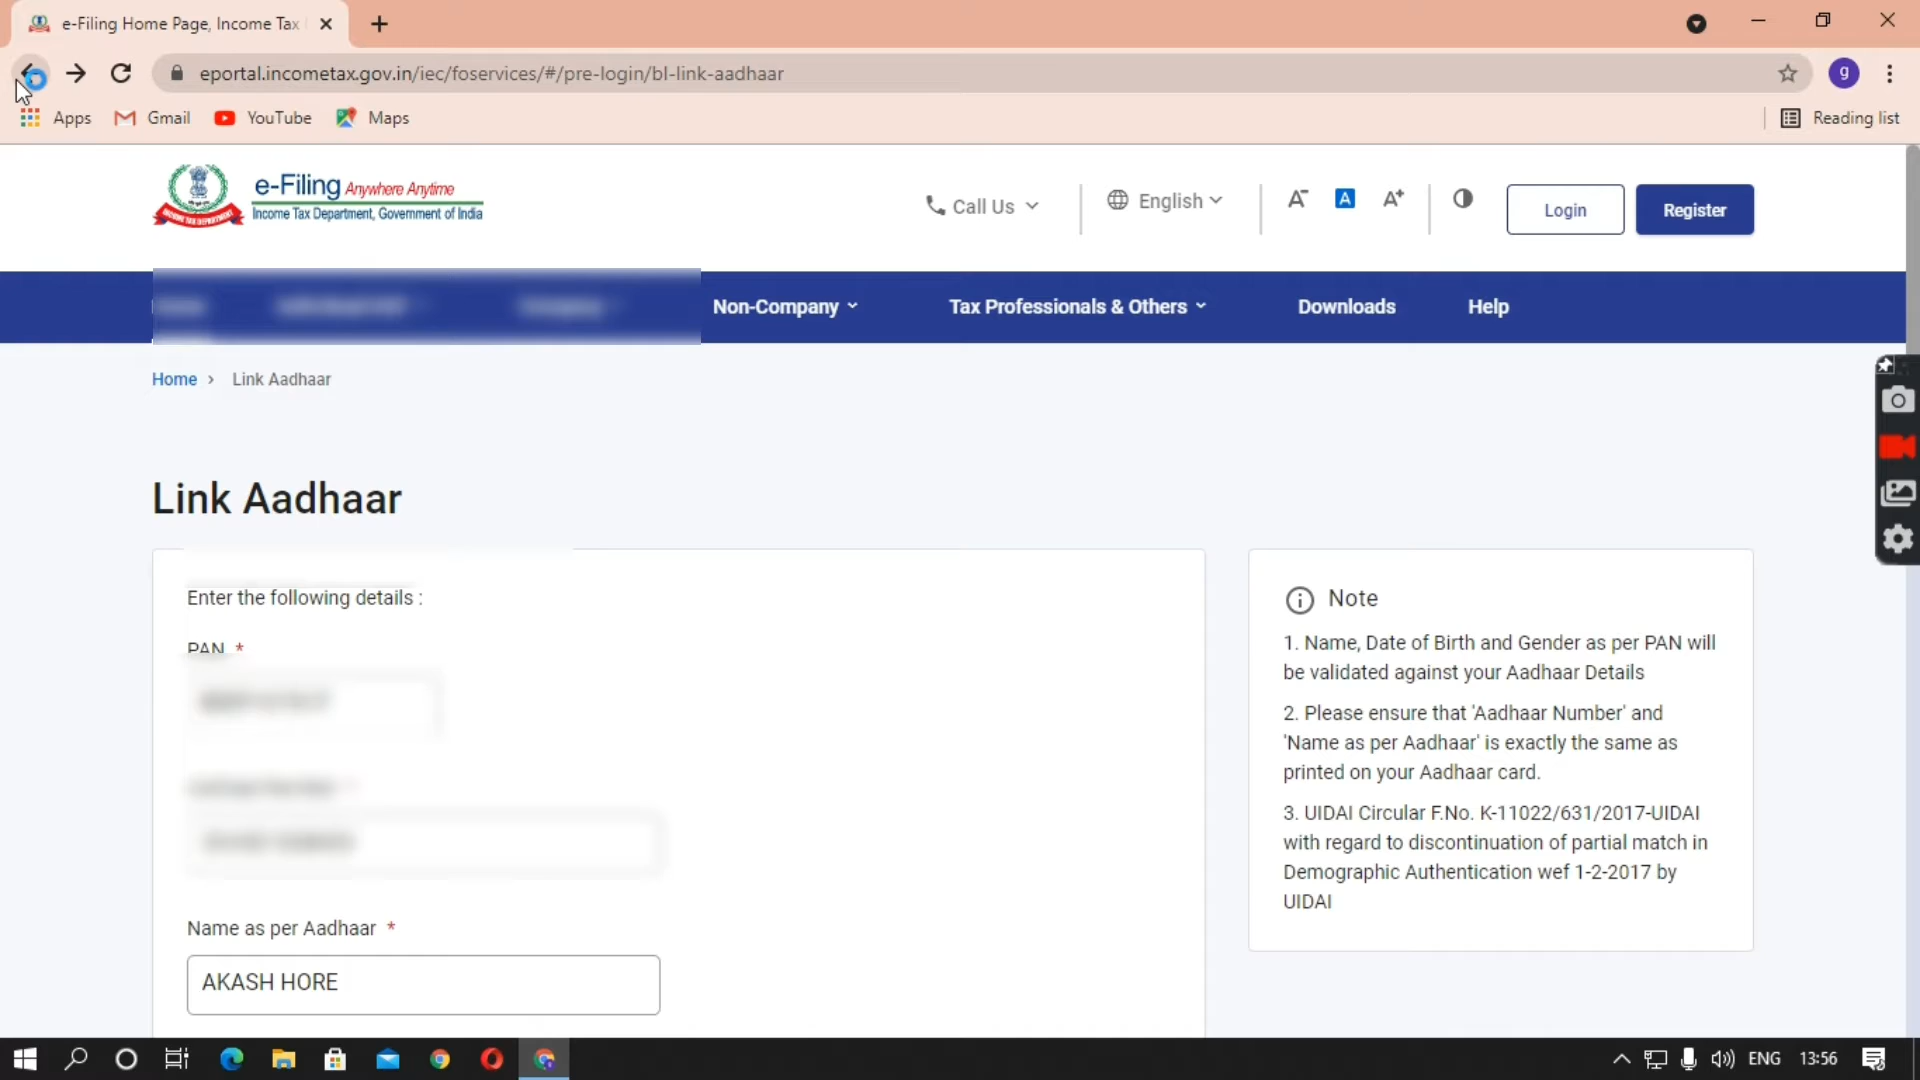 e-Filing Home Page, Income Tax
eportal.incometax.gov.in/iec/foservices/#/pre-login/bl-link-aadhaar
g
Apps
Gmail
YouTube
Maps
Reading list
e-Filing Anywhere Anytime
Income Tax Department, Government of India
INCOME TAX DEPARTMENT
Call Us
English
A-
A
A+
Login
Register
Non-Company
Tax Professionals & Others
Downloads
Help
Home > Link Aadhaar
Link Aadhaar
Enter the following details :
PAN *
Name as per Aadhaar *
AKASH HORE
Note
1. Name, Date of Birth and Gender as per PAN will
be validated against your Aadhaar Details
2. Please ensure that 'Aadhaar Number' and
'Name as per Aadhaar' is exactly the same as
printed on your Aadhaar card.
3. UIDAI Circular F.No. K-11022/631/2017-UIDAI
with regard to discontinuation of partial match in
Demographic Authentication wef 1-2-2017 by
UIDAI
ENG
13:56